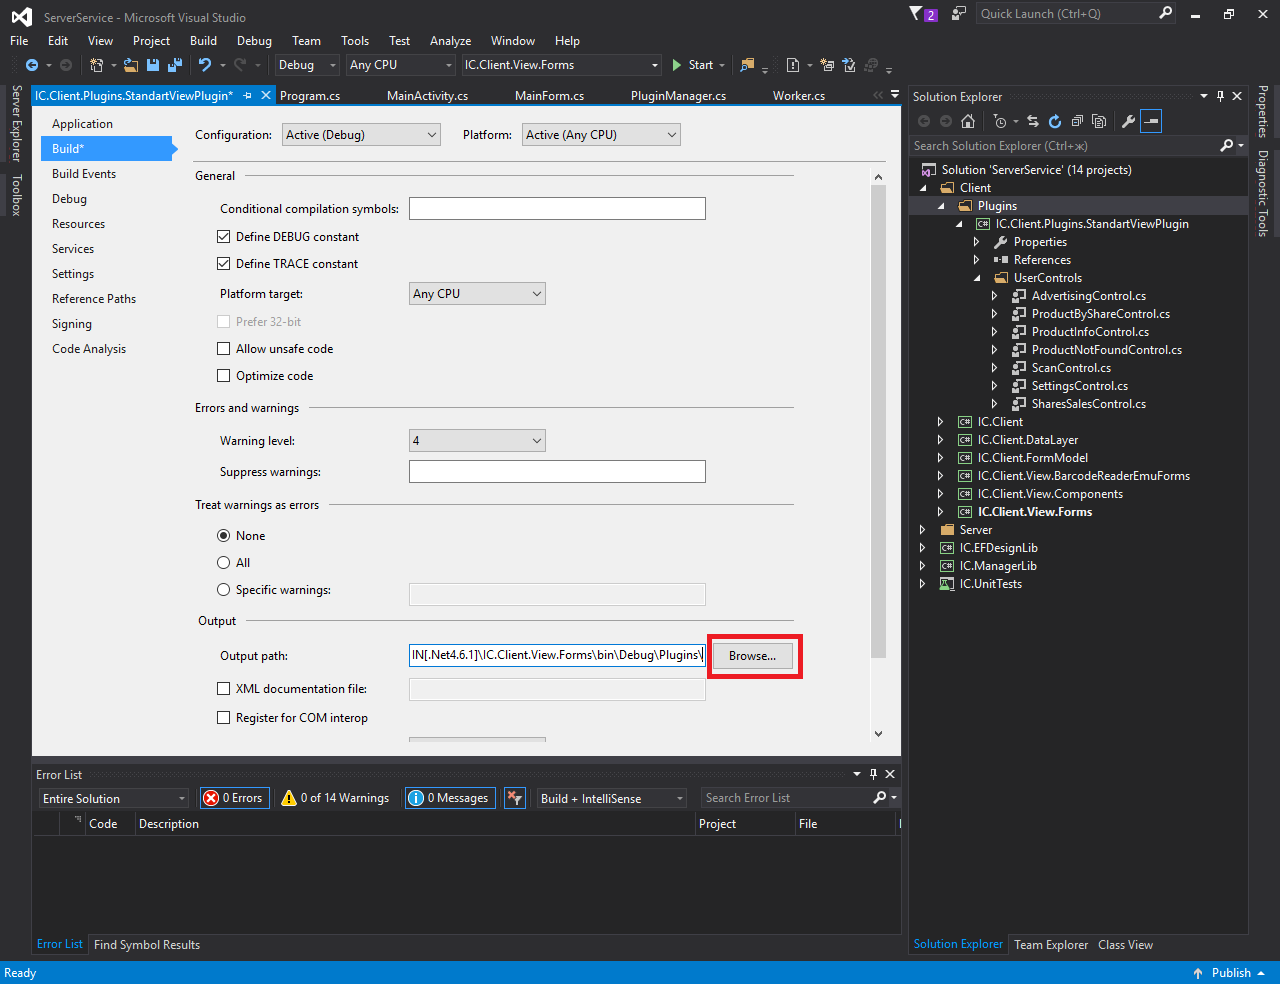 ServerService - Microsoft Visual Studio
2
Quick Launch (Ctrl+Q)
File Edit View Project Build Debug Team Tools Test Analyze Window Help
Debug Any CPU IC.Client.View.Forms Start
Server Explorer
Toolbox
IC.Client.Plugins.StandartViewPlugin* Program.cs MainActivity.cs MainForm.cs PluginManager.cs Worker.cs
Application
Build*
Build Events
Debug
Resources
Services
Settings
Reference Paths
Signing
Code Analysis
Configuration: Active (Debug) Platform: Active (Any CPU)
General
Conditional compilation symbols:
Define DEBUG constant
Define TRACE constant
Platform target: Any CPU
Prefer 32-bit
Allow unsafe code
Optimize code
Errors and warnings
Warning level: 4
Suppress warnings:
Treat warnings as errors
None
All
Specific warnings:
Output
Output path: IN[.Net4.6.1]\IC.Client.View.Forms\bin\Debug\Plugins\ Browse...
XML documentation file:
Register for COM interop
Error List
Entire Solution 0 Errors 0 of 14 Warnings 0 Messages Build + IntelliSense Search Error List
Code Description Project File
Error List Find Symbol Results
Solution Explorer
Search Solution Explorer (Ctrl+ж)
Solution 'ServerService' (14 projects)
Client
Plugins
C# IC.Client.Plugins.StandartViewPlugin
Properties
References
UserControls
AdvertisingControl.cs
ProductByShareControl.cs
ProductInfoControl.cs
ProductNotFoundControl.cs
ScanControl.cs
SettingsControl.cs
SharesSalesControl.cs
C# IC.Client
C# IC.Client.DataLayer
C# IC.Client.FormModel
C# IC.Client.View.BarcodeReaderEmuForms
C# IC.Client.View.Components
C# IC.Client.View.Forms
Server
C# IC.EFDesignLib
C# IC.ManagerLib
IC.UnitTests
Solution Explorer Team Explorer Class View
Properties
Diagnostic Tools
Ready
Publish